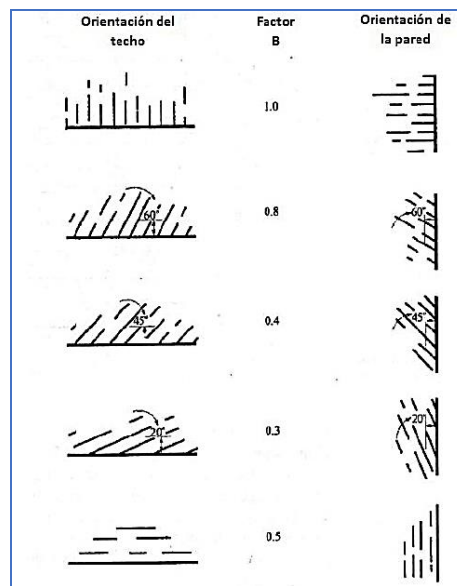 Orientación del
techo
Factor
B
Orientación de
la pared
1.0
60°
0.8
60°
45°
0.4
45°
20°
0.3
20°
0.5